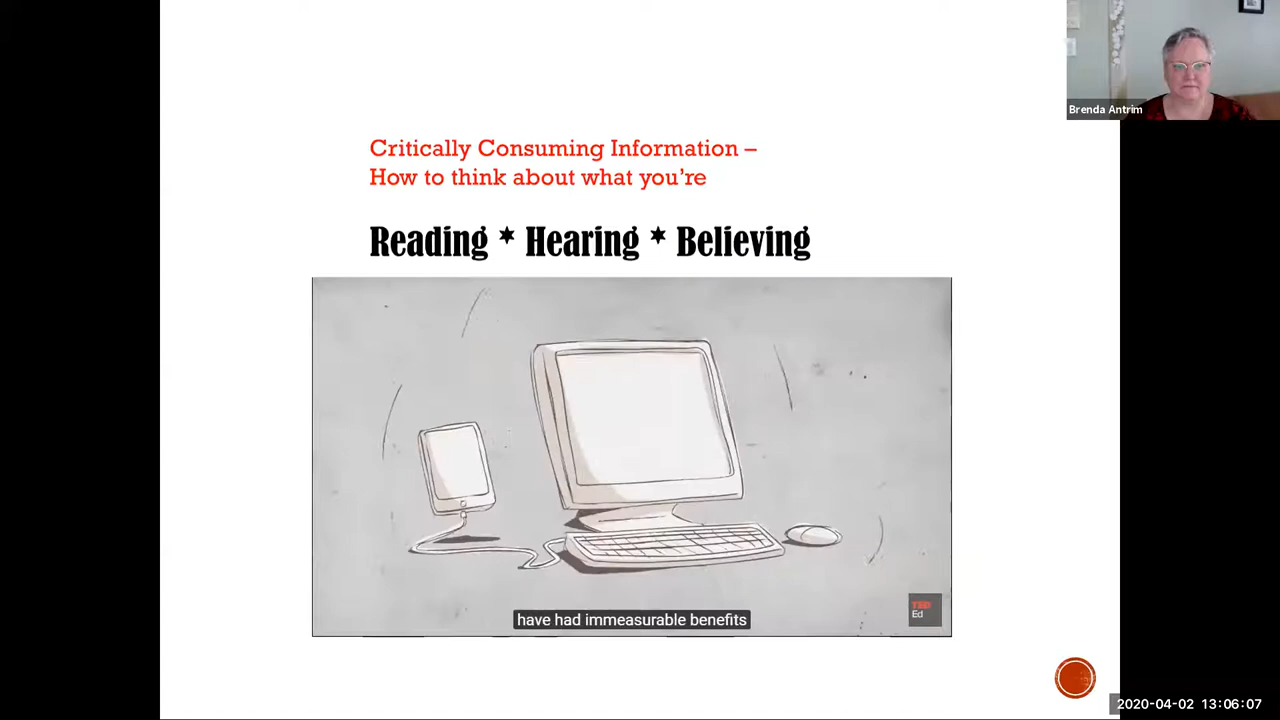 Brenda Antrim
Critically Consuming Information –
How to think about what you’re
Reading * Hearing * Believing
TED
Ed
have had immeasurable benefits
2020-04-02 13:06:07